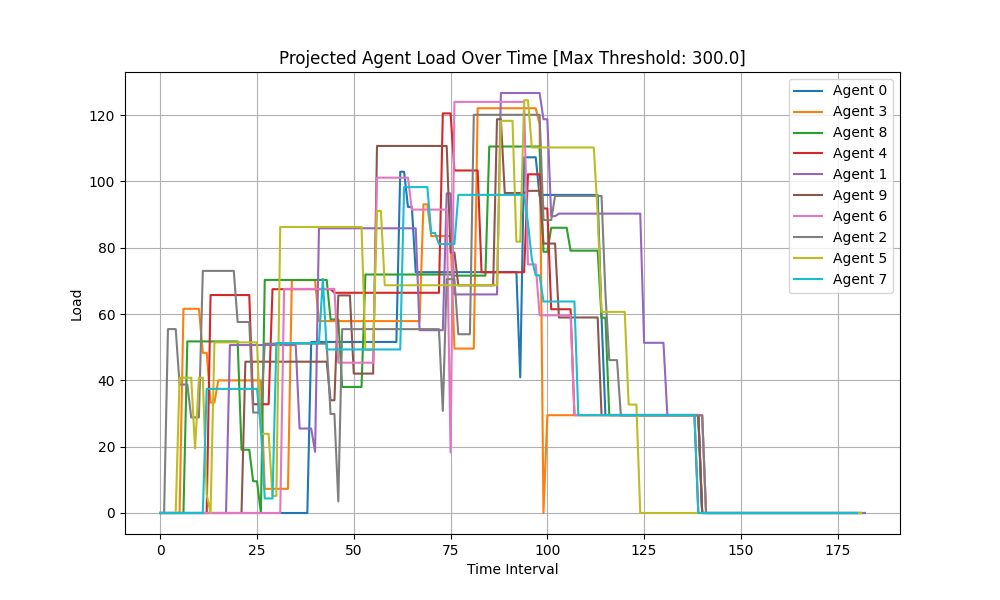 Projected Agent Load Over Time [Max Threshold: 300.0]
Load
120
100
80
60
40
20
0
0 25 50 75 100 125 150 175
Time Interval
Agent 0
Agent 3
Agent 8
Agent 4
Agent 1
Agent 9
Agent 6
Agent 2
Agent 5
Agent 7